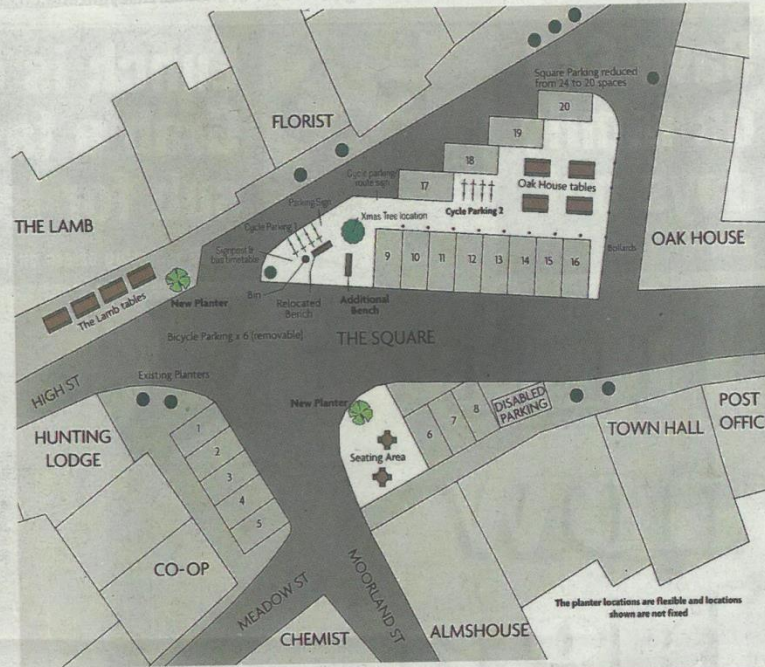 Square Parking reduced
from 24 to 20 spaces
20
FLORIST
19
18
Cycle parking
route sign
17
Oak House tables
Parking Sign
Cycle Parking 2
THE LAMB
Xmas Tree location
Cycle Parking 1
OAK HOUSE
Signpost &
bus timetable
Bollards
9
10
11
12
13
14
15
16
Bin
Relocated
Bench
Additional
Bench
New Planter
The Lamb tables
Bicycle Parking x 6 (removable)
THE SQUARE
HIGH ST
Existing Planters
New Planter
DISABLED
PARKING
POST
OFFIC
1
2
3
4
5
6
7
8
TOWN HALL
HUNTING
LODGE
Seating Area
CO-OP
MEADOW ST
MOORLAND ST
The planter locations are flexible and locations
shown are not fixed
CHEMIST
ALMSHOUSE